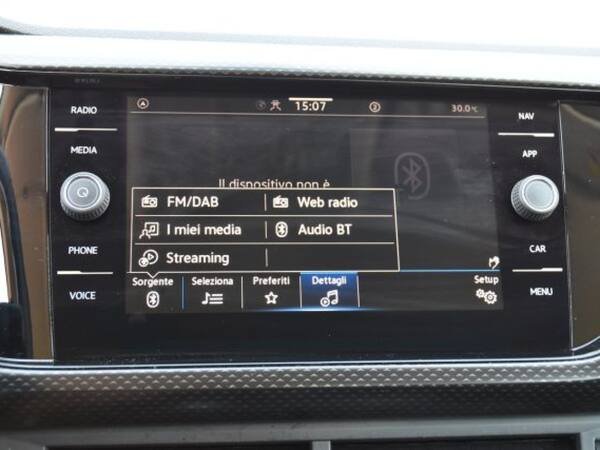 RADIO
MEDIA
PHONE
VOICE
15:07
2
30.0°C
Il dispositivo non è
FM/DAB Web radio
I miei media Audio BT
Streaming
Sorgente Seleziona Preferiti Dettagli Setup
NAV
APP
CAR
MENU